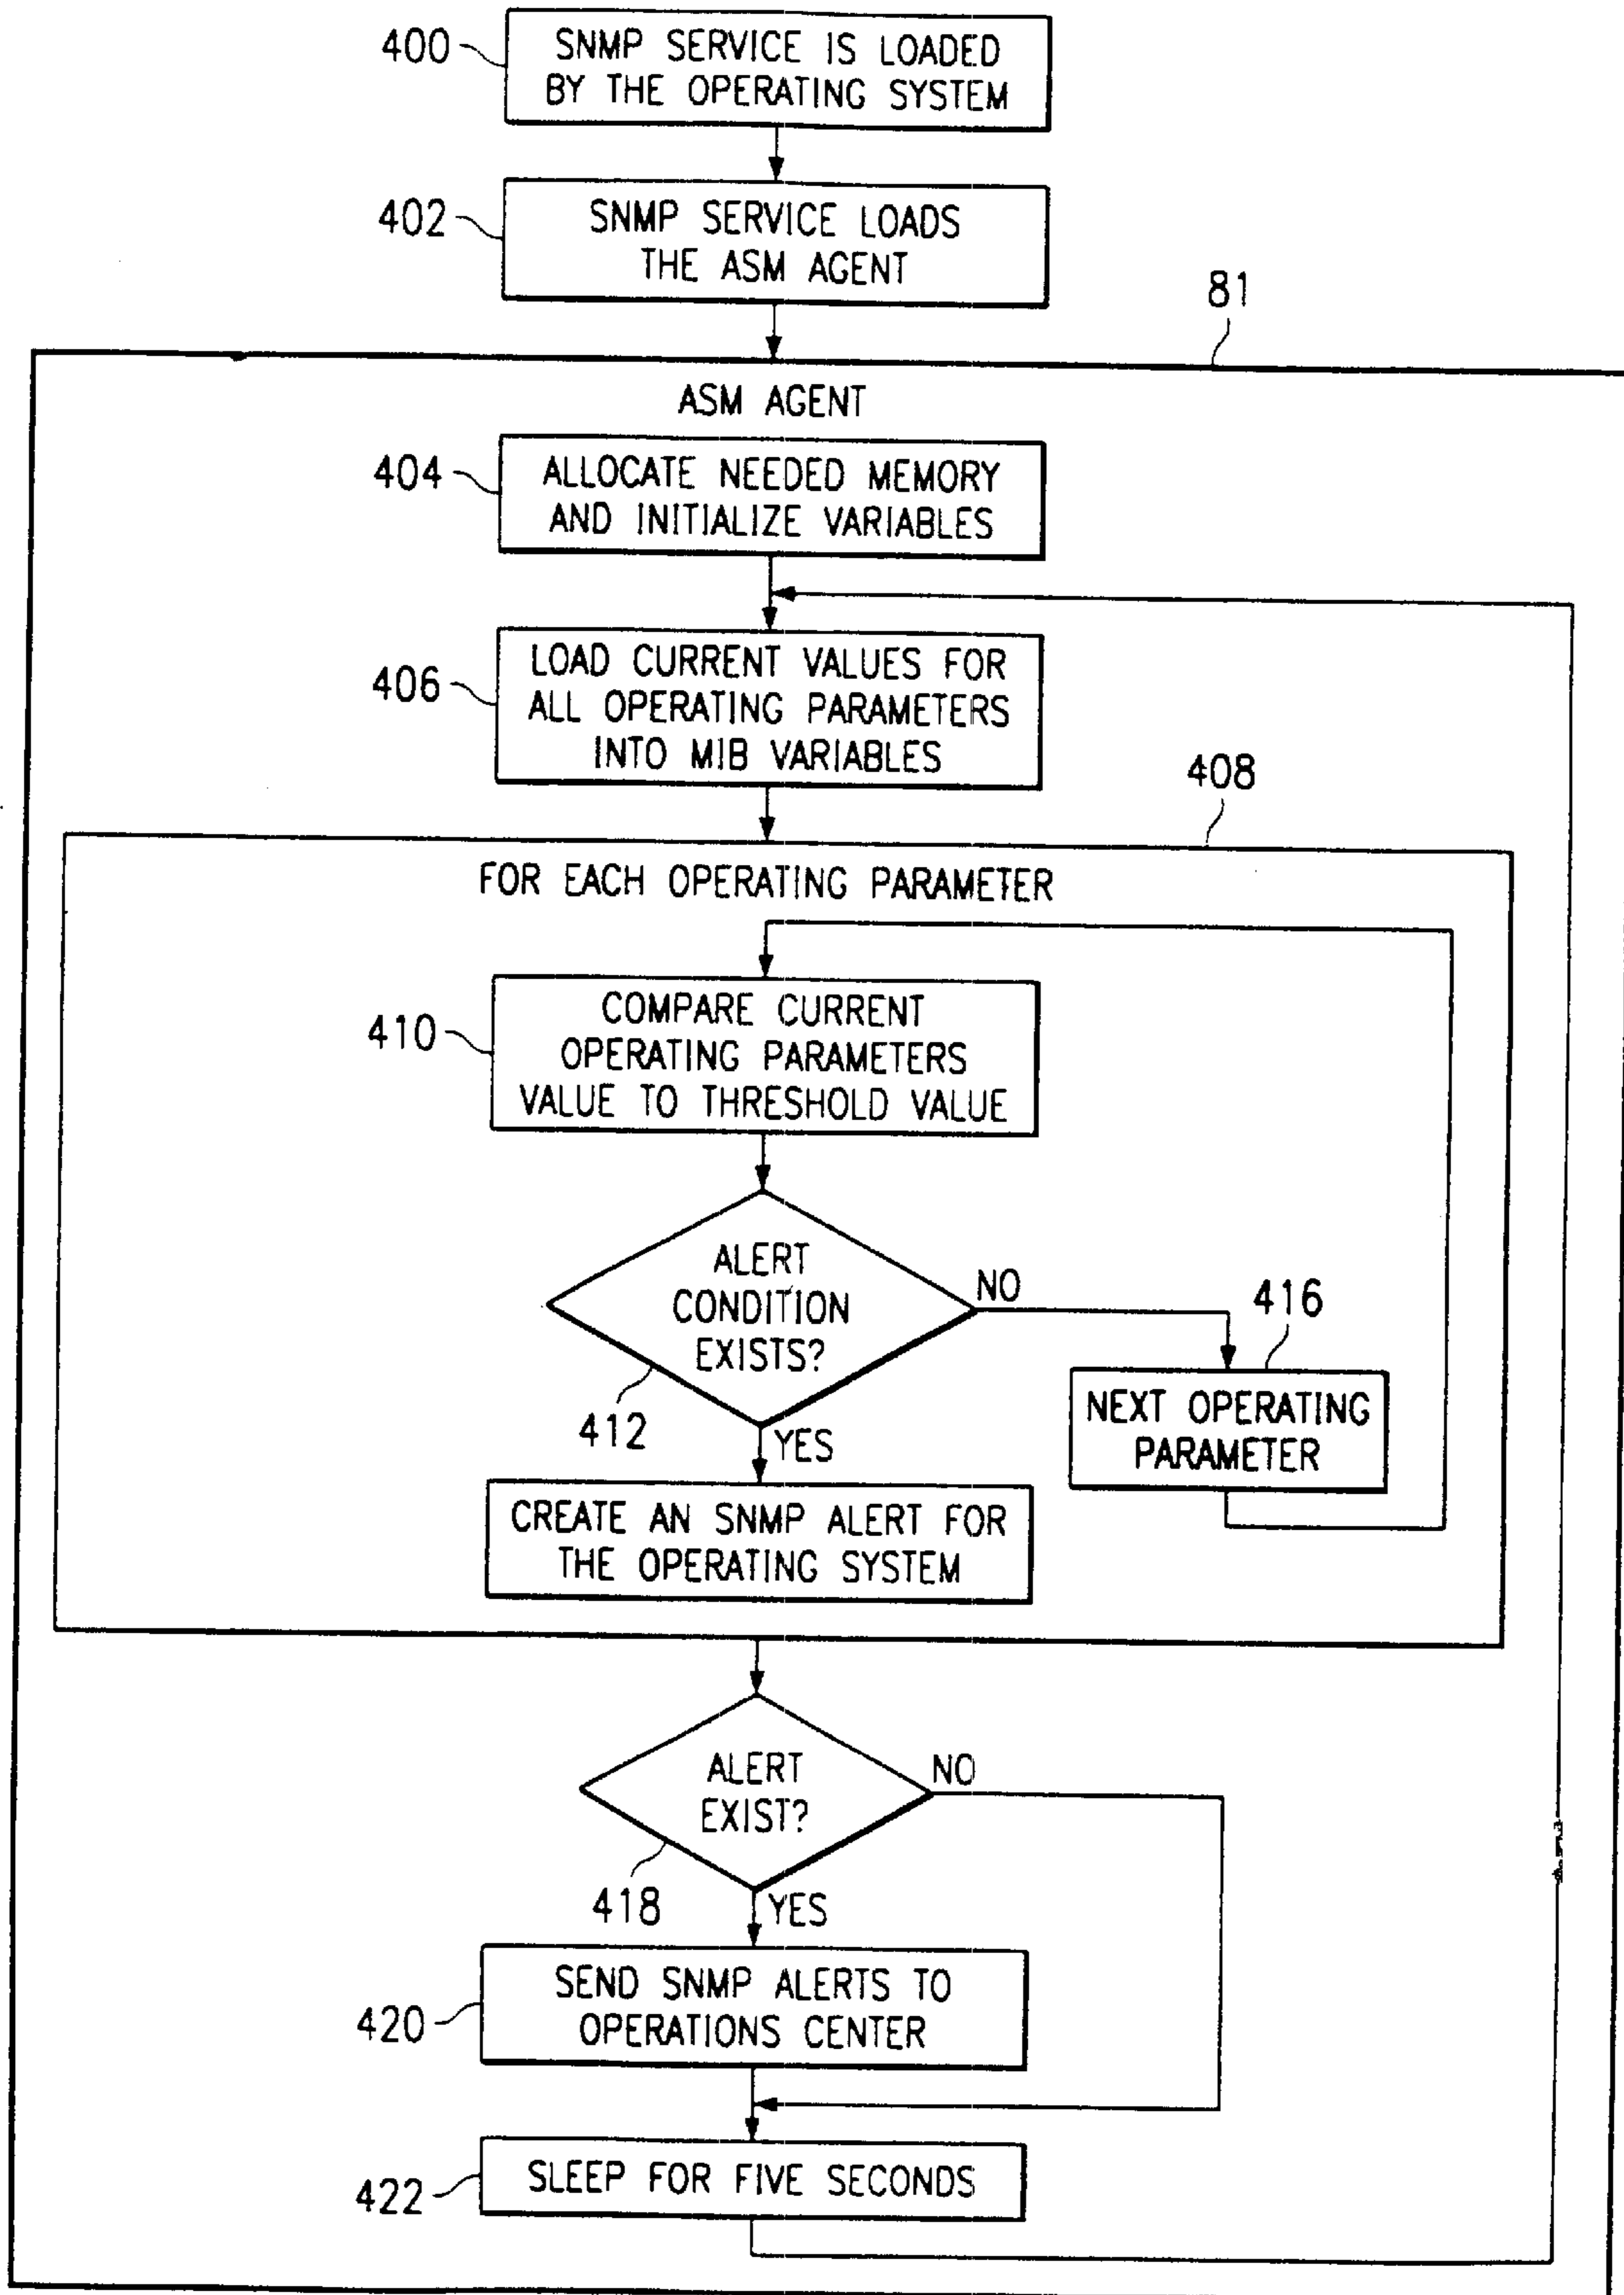 400
SNMP SERVICE IS LOADED
BY THE OPERATING SYSTEM
402
SNMP SERVICE LOADS
THE ASM AGENT
81
ASM AGENT
404
ALLOCATE NEEDED MEMORY
AND INITIALIZE VARIABLES
406
LOAD CURRENT VALUES FOR
ALL OPERATING PARAMETERS
INTO MIB VARIABLES
408
FOR EACH OPERATING PARAMETER
410
COMPARE CURRENT
OPERATING PARAMETERS
VALUE TO THRESHOLD VALUE
ALERT
CONDITION
EXISTS?
NO
416
412
YES
NEXT OPERATING
PARAMETER
CREATE AN SNMP ALERT FOR
THE OPERATING SYSTEM
ALERT
EXIST?
NO
418
YES
420
SEND SNMP ALERTS TO
OPERATIONS CENTER
422
SLEEP FOR FIVE SECONDS